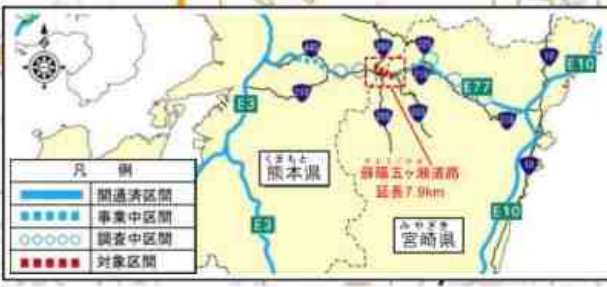 E10
E77
E3
くまもと
熊本県
蘇陽五ヶ瀬道路
延長7.9km
みやざき
宮崎県
E10
E3
凡 例
開通済区間
事業中区間
調査中区間
対象区間